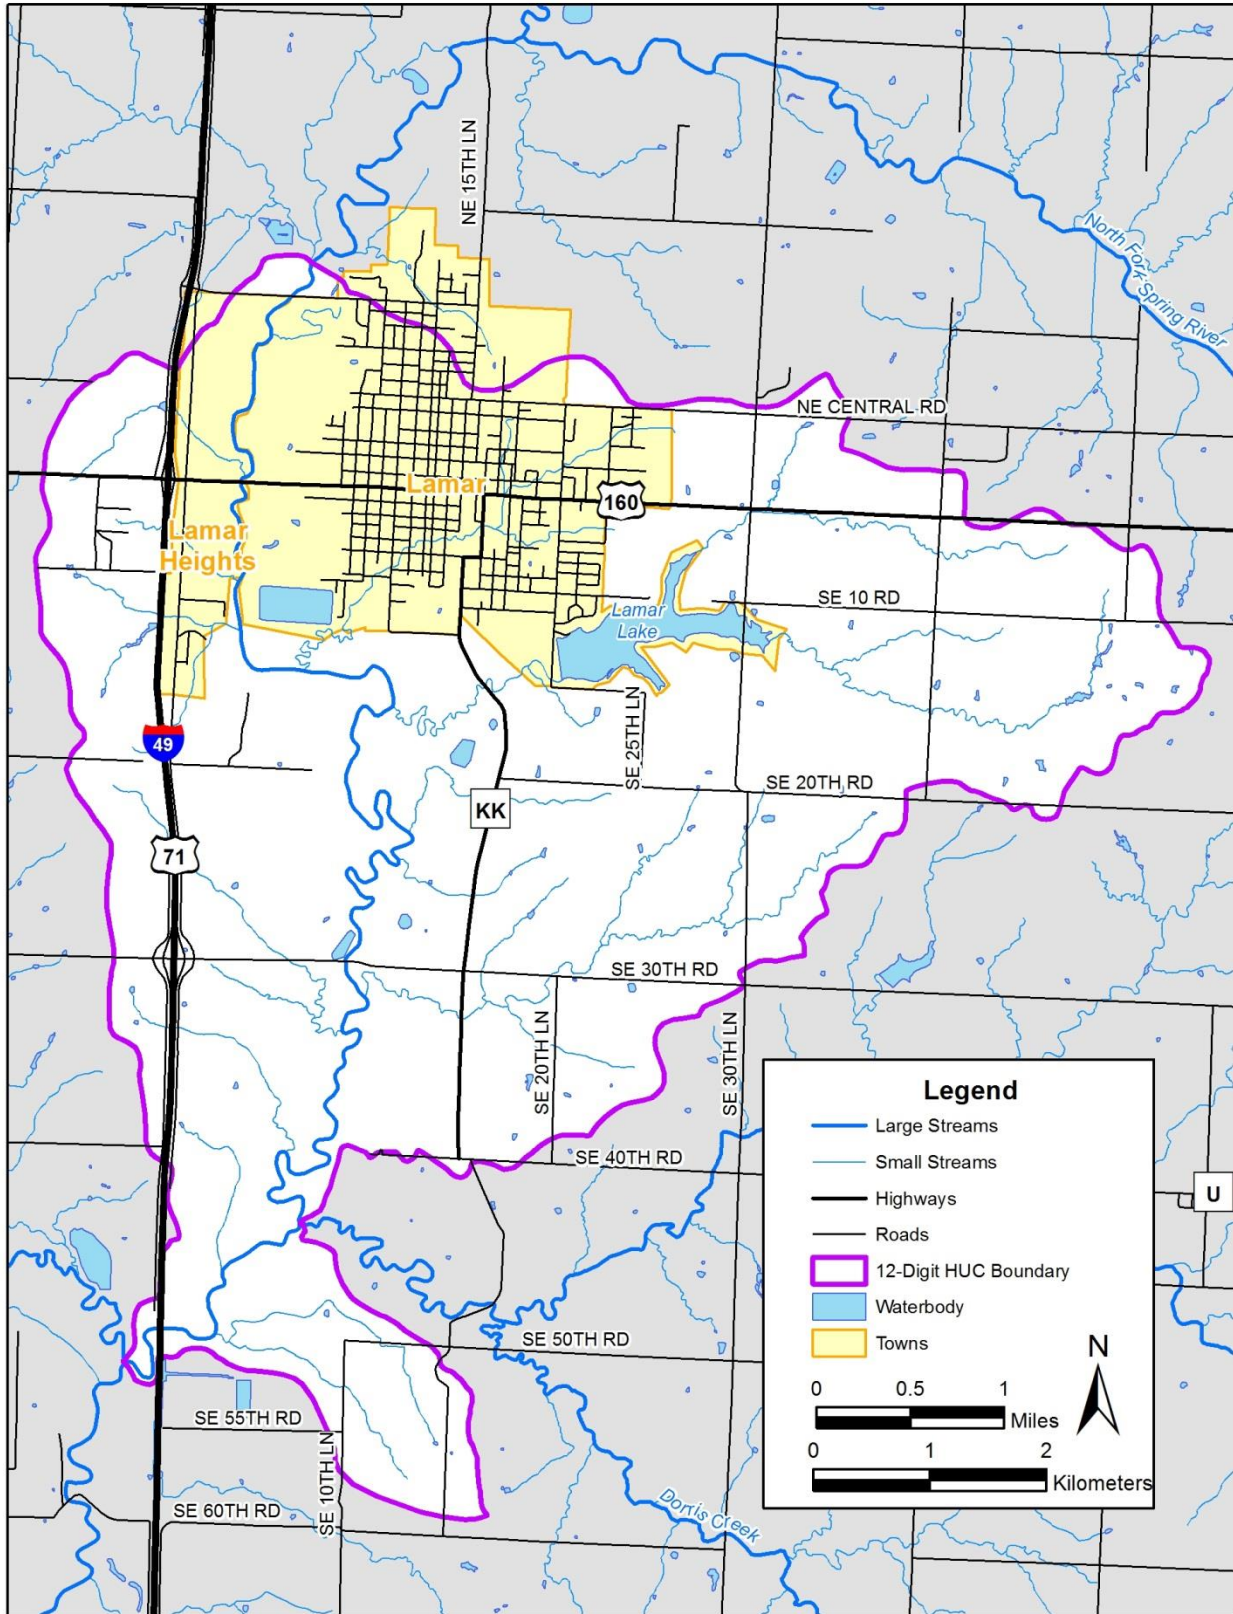 NE 15TH LN
North Fork Spring River
NE CENTRAL RD
Lamar
160
Lamar
Heights
SE 10 RD
Lamar
Lake
SE 25TH LN
49
SE 20TH RD
KK
71
SE 30TH RD
SE 20TH LN
SE 30TH LN
SE 40TH RD
U
SE 50TH RD
SE 55TH RD
SE 10TH LN
SE 60TH RD
Dorris Creek
Legend
Large Streams
Small Streams
Highways
Roads
12-Digit HUC Boundary
Waterbody
Towns
N
0 0.5 1
Miles
0 1 2
Kilometers